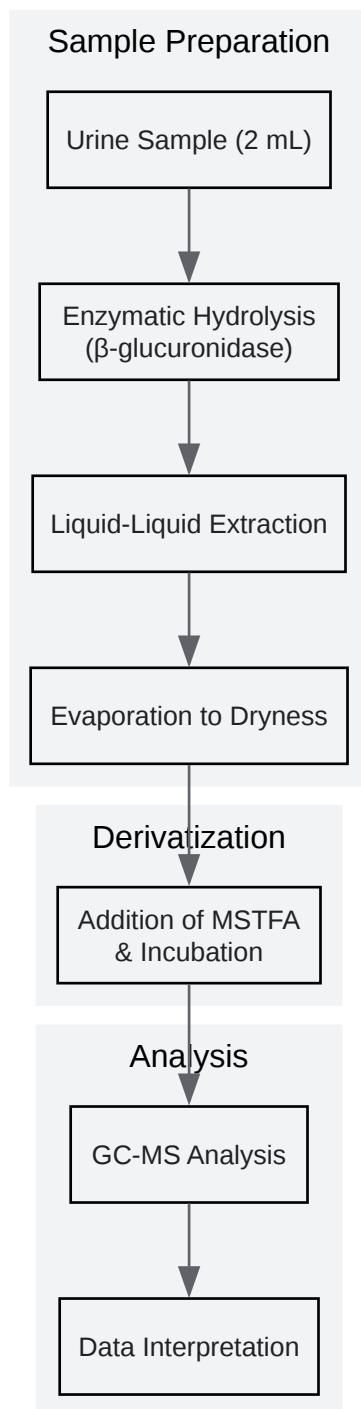 Sample Preparation
Urine Sample (2 mL)
Enzymatic Hydrolysis
(β-glucuronidase)
Liquid-Liquid Extraction
Evaporation to Dryness
Derivatization
Addition of MSTFA
& Incubation
Analysis
GC-MS Analysis
Data Interpretation